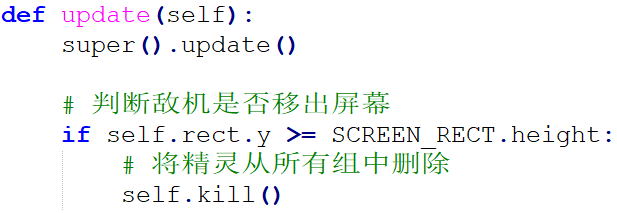 def update(self):
    super().update()
    # 判断敌机是否移出屏幕
    if self.rect.y >= SCREEN_RECT.height:
        # 将精灵从所有组中删除
        self.kill()